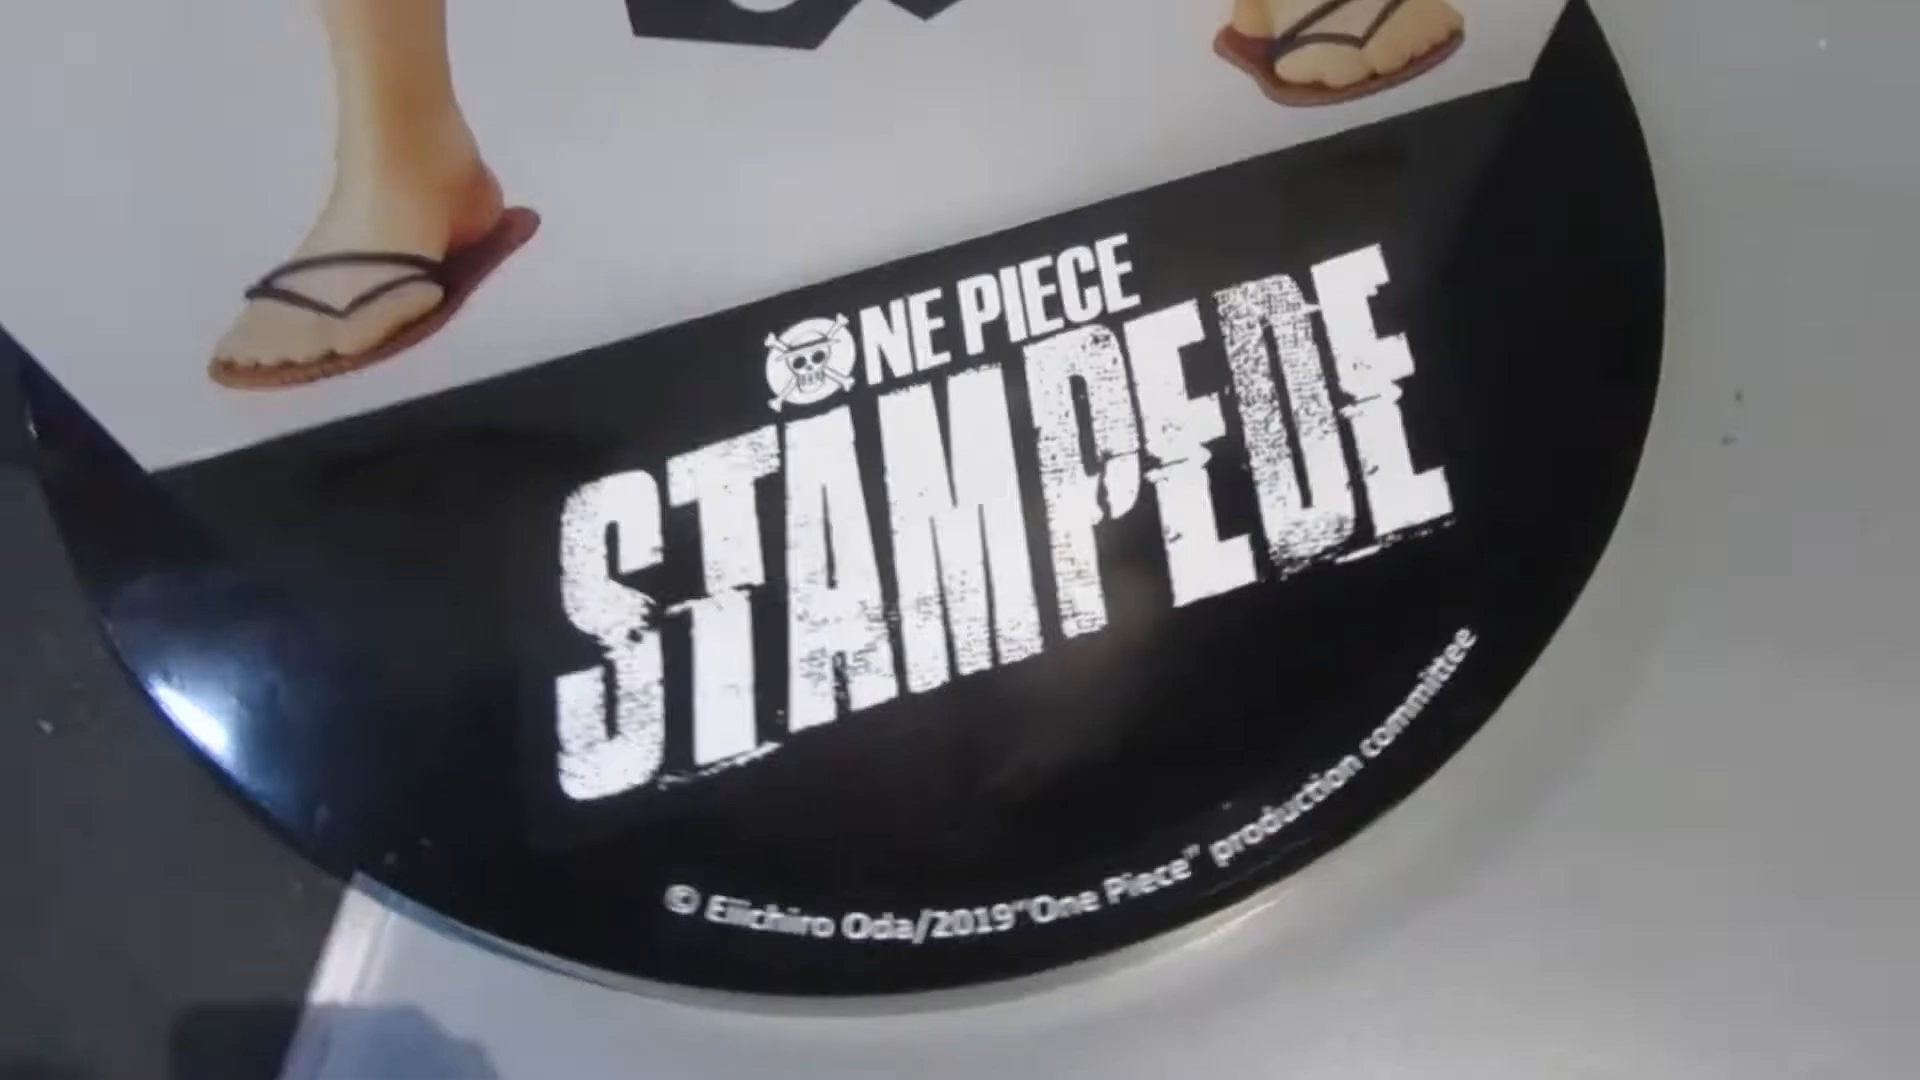 ONE PIECE
STAMPEDE
© Eiichiro Oda/2019"One Piece" production committee